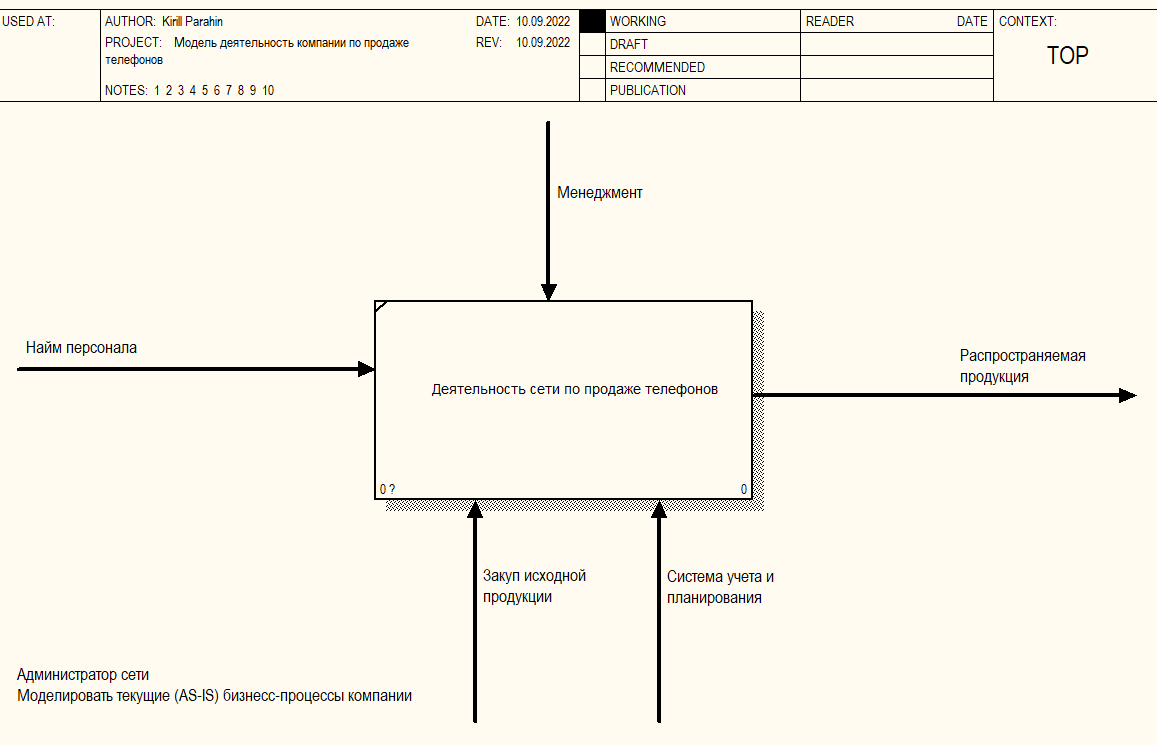 USED AT:
AUTHOR: Kirill Parahin
DATE: 10.09.2022
PROJECT: Модель деятельность компании по продаже
телефонов
REV: 10.09.2022
NOTES: 1 2 3 4 5 6 7 8 9 10
WORKING
DRAFT
RECOMMENDED
PUBLICATION
READER DATE
CONTEXT:
TOP
Менеджмент
Найм персонала
Деятельность сети по продаже телефонов
0 ?
0
Распространяемая
продукция
Закуп исходной
продукции
Система учета и
планирования
Администратор сети
Моделировать текущие (AS-IS) бизнесс-процессы компании